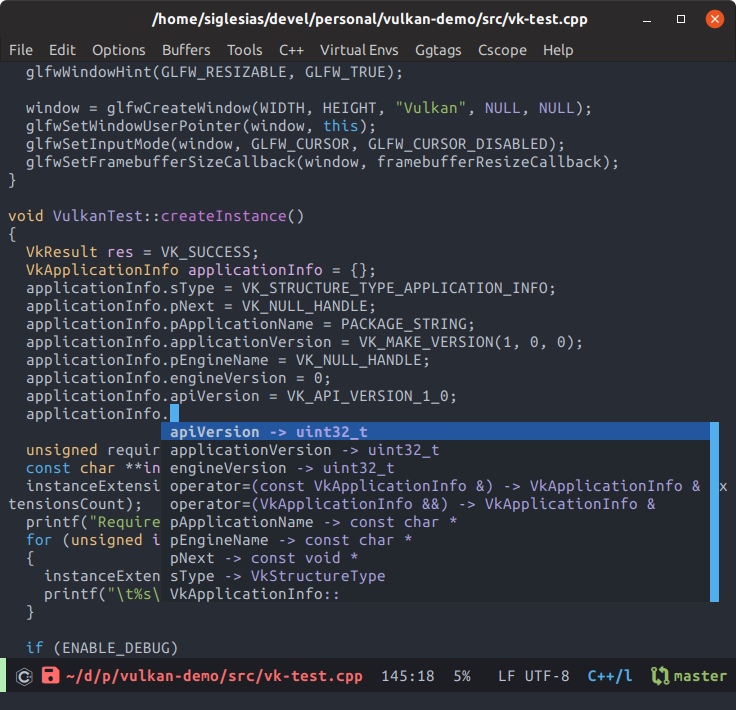 /home/siglesias/devel/personal/vulkan-demo/src/vk-test.cpp
File Edit Options Buffers Tools C++ Virtual Envs Ggtags Cscope Help
glfwWindowHint(GLFW_RESIZABLE, GLFW_TRUE);
window = glfwCreateWindow(WIDTH, HEIGHT, "Vulkan", NULL, NULL);
glfwSetWindowUserPointer(window, this);
glfwSetInputMode(window, GLFW_CURSOR, GLFW_CURSOR_DISABLED);
glfwSetFramebufferSizeCallback(window, framebufferResizeCallback);
}
void VulkanTest::createInstance()
{
VkResult res = VK_SUCCESS;
VkApplicationInfo applicationInfo = {};
applicationInfo.sType = VK_STRUCTURE_TYPE_APPLICATION_INFO;
applicationInfo.pNext = VK_NULL_HANDLE;
applicationInfo.pApplicationName = PACKAGE_STRING;
applicationInfo.applicationVersion = VK_MAKE_VERSION(1, 0, 0);
applicationInfo.pEngineName = VK_NULL_HANDLE;
applicationInfo.engineVersion = 0;
applicationInfo.apiVersion = VK_API_VERSION_1_0;
applicationInfo.
apiVersion -> uint32_t
unsigned requir applicationVersion -> uint32_t
const char **in engineVersion -> uint32_t
instanceExtensi operator=(const VkApplicationInfo &) -> VkApplicationInfo & x
tensionsCount); operator=(VkApplicationInfo &&) -> VkApplicationInfo &
printf("Require pApplicationName -> const char *
for (unsigned i pEngineName -> const char *
{ pNext -> const void *
instanceExten sType -> VkStructureType
printf("\t%s\ VkApplicationInfo::
}
if (ENABLE_DEBUG)
~/d/p/vulkan-demo/src/vk-test.cpp 145:18 5% LF UTF-8 C++/l master